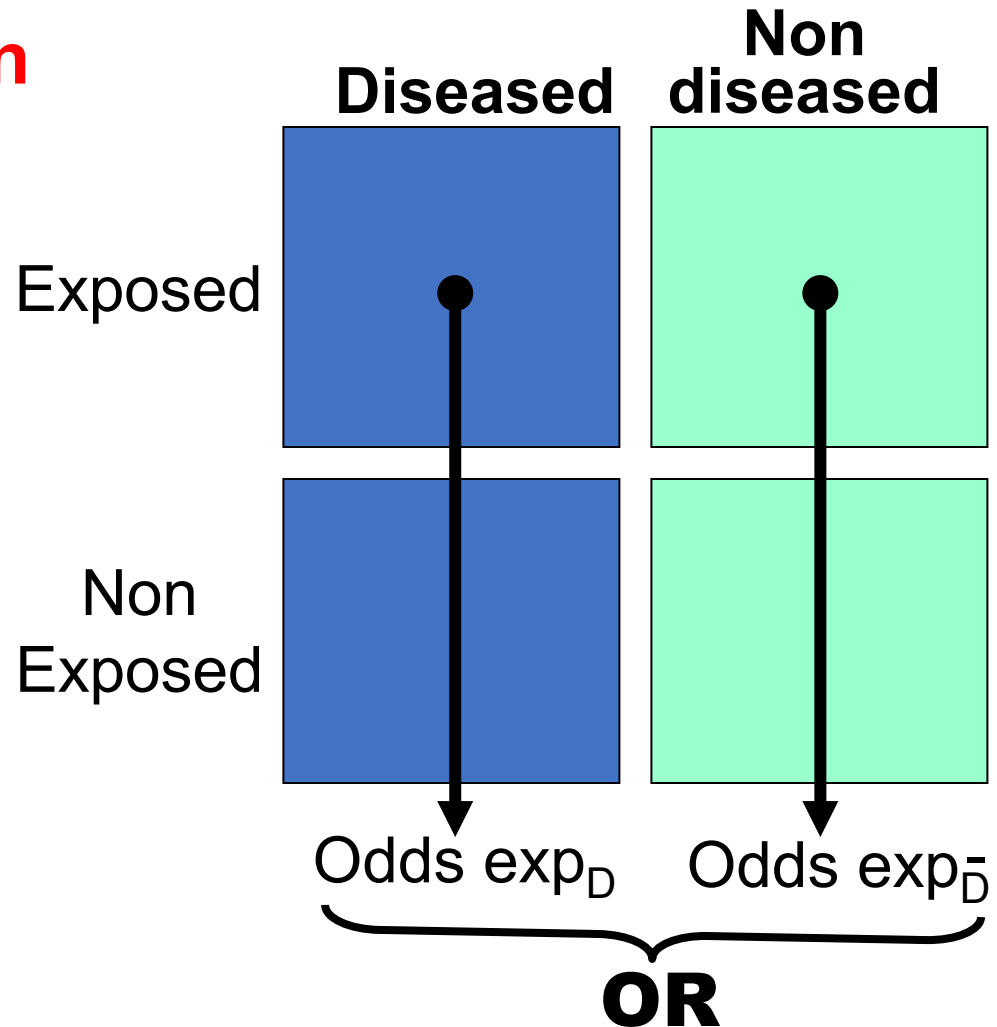 n
Non
Diseased diseased
Exposed
Non
Exposed
Odds exp_D Odds exp_D̄
OR